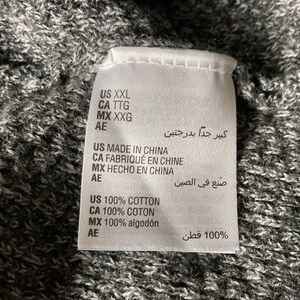 US XXL
CA TTG
MX XXG
AE
كبير جداً بدرجتين
US MADE IN CHINA
CA FABRIQUÉ EN CHINE
MX HECHO EN CHINA
AE
صنع في الصين
US 100% COTTON
CA 100% COTON
MX 100% algodón
AE
100% قطن